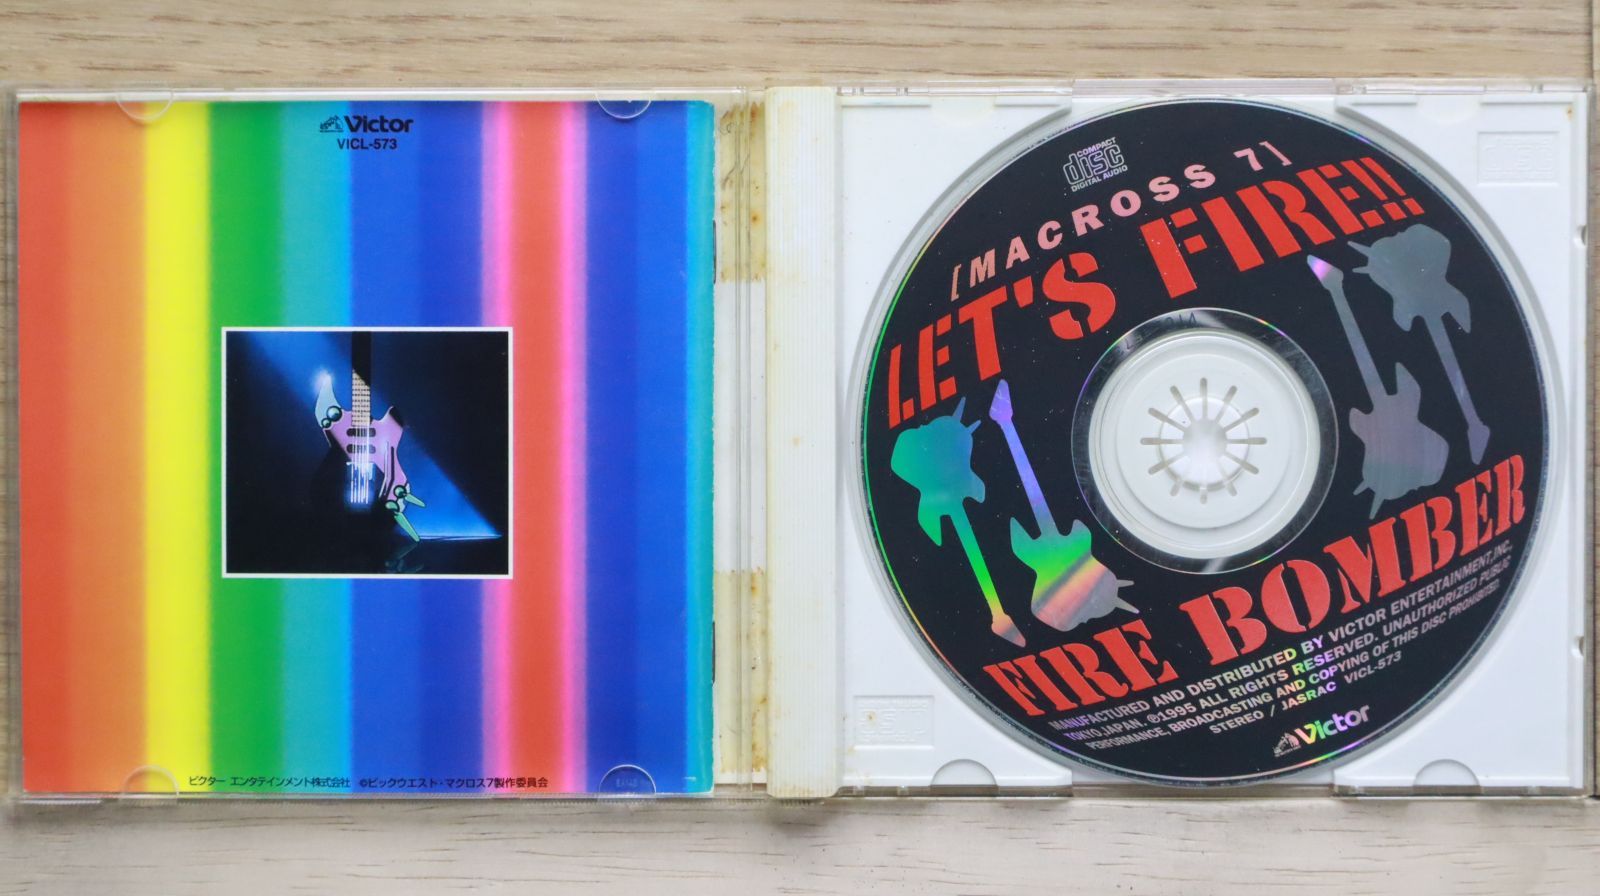 Victor
VICL-573
ビクター エンタテインメント株式会社 ©ビックウエスト・マクロス7製作委員会
COMPACT
disc
DIGITAL AUDIO
[MACROSS 7]
LET'S FIRE!!
FIRE BOMBER
MANUFACTURED AND DISTRIBUTED BY VICTOR ENTERTAINMENT, INC.
TOKYO, JAPAN. ℗1995 ALL RIGHTS RESERVED. UNAUTHORIZED PUBLIC
PERFORMANCE, BROADCASTING AND COPYING OF THIS DISC PROHIBITED.
STEREO / JASRAC VICL-573
Victor